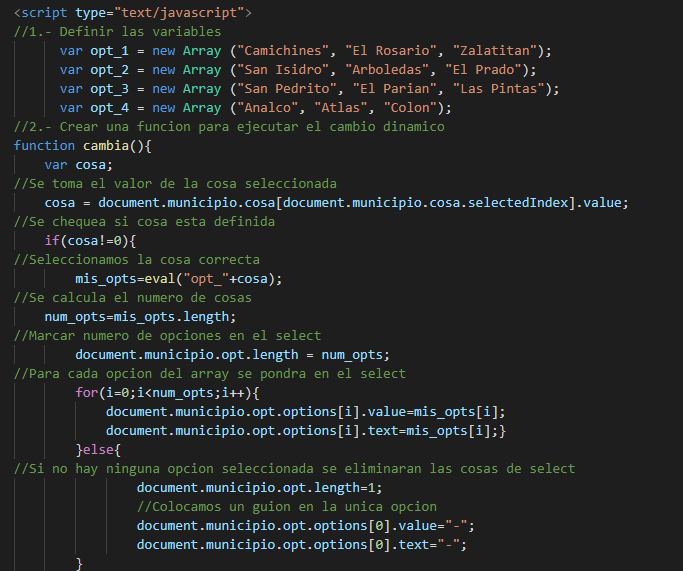 <script type="text/javascript">
//1.- Definir las variables
var opt_1 = new Array ("Camichines", "El Rosario", "Zalatitan");
var opt_2 = new Array ("San Isidro", "Arboledas", "El Prado");
var opt_3 = new Array ("San Pedrito", "El Parian", "Las Pintas");
var opt_4 = new Array ("Analco", "Atlas", "Colon");
//2.- Crear una funcion para ejecutar el cambio dinamico
function cambia(){
var cosa;
//Se toma el valor de la cosa seleccionada
cosa = document.municipio.cosa[document.municipio.cosa.selectedIndex].value;
//Se chequea si cosa esta definida
if(cosa!=0){
//Seleccionamos la cosa correcta
mis_opts=eval("opt_"+cosa);
//Se calcula el numero de cosas
num_opts=mis_opts.length;
//Marcar numero de opciones en el select
document.municipio.opt.length = num_opts;
//Para cada opcion del array se pondra en el select
for(i=0;i<num_opts;i++){
document.municipio.opt.options[i].value=mis_opts[i];
document.municipio.opt.options[i].text=mis_opts[i];}
}else{
//Si no hay ninguna opcion seleccionada se eliminaran las cosas de select
document.municipio.opt.length=1;
//Colocamos un guion en la unica opcion
document.municipio.opt.options[0].value="-";
document.municipio.opt.options[0].text="-";
}